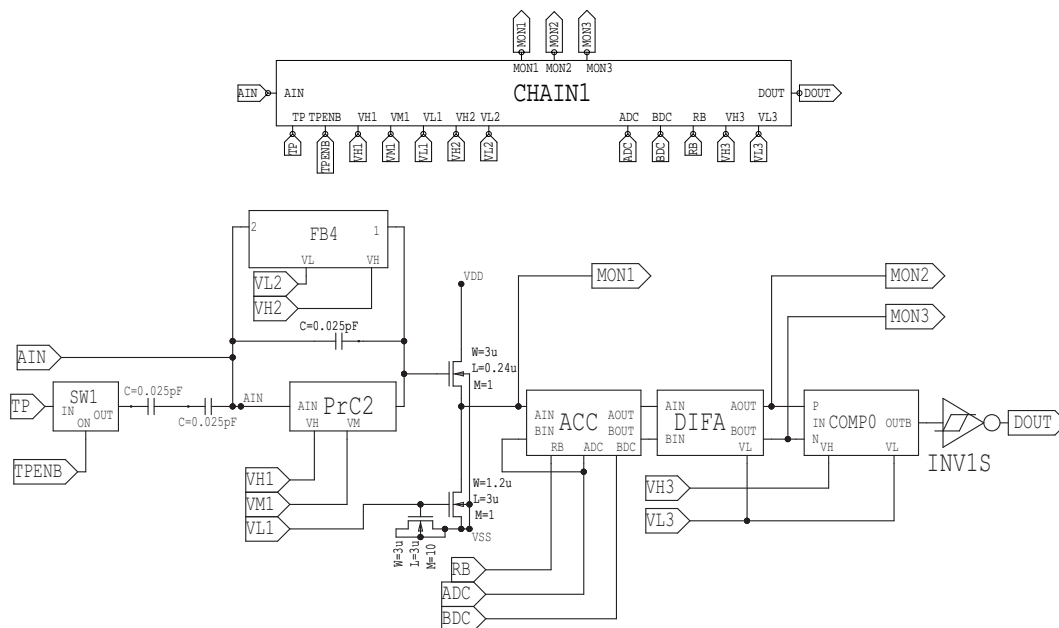 MON1 MON2 MON3
MON1 MON2 MON3
AIN AIN CHAIN1 DOUT DOUT
TP TPENB VH1 VM1 VL1 VH2 VL2 ADC BDC RB VH3 VL3
TP TPENB VH1 VM1 VL1 VH2 VL2 ADC BDC RB VH3 VL3
2 FB4 1
VL VH
VL2
VH2
C=0.025pF
VDD
MON1
MON2
MON3
AIN
TP
SW1
IN OUT
ON
C=0.025pF
C=0.025pF
AIN
AIN PrC2
VH VM
W=3u
L=0.24u
M=1
AIN ACC AOUT
BIN BOUT
RB ADC BDC
AIN DIFA AOUT
BIN BOUT
VL
P
IN COMP0 OUTB
N
VH VL
INV1S
DOUT
TPENB
VH1
VM1
VL1
W=1.2u
L=3u
M=1
VSS
W=3u
L=3u
M=10
VH3
VL3
RB
ADC
BDC